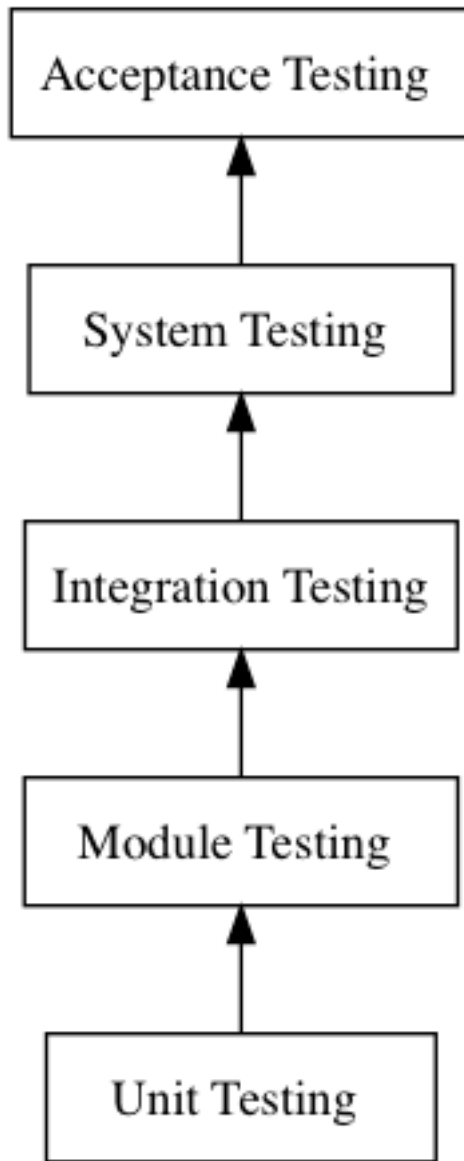 Acceptance Testing
System Testing
Integration Testing
Module Testing
Unit Testing